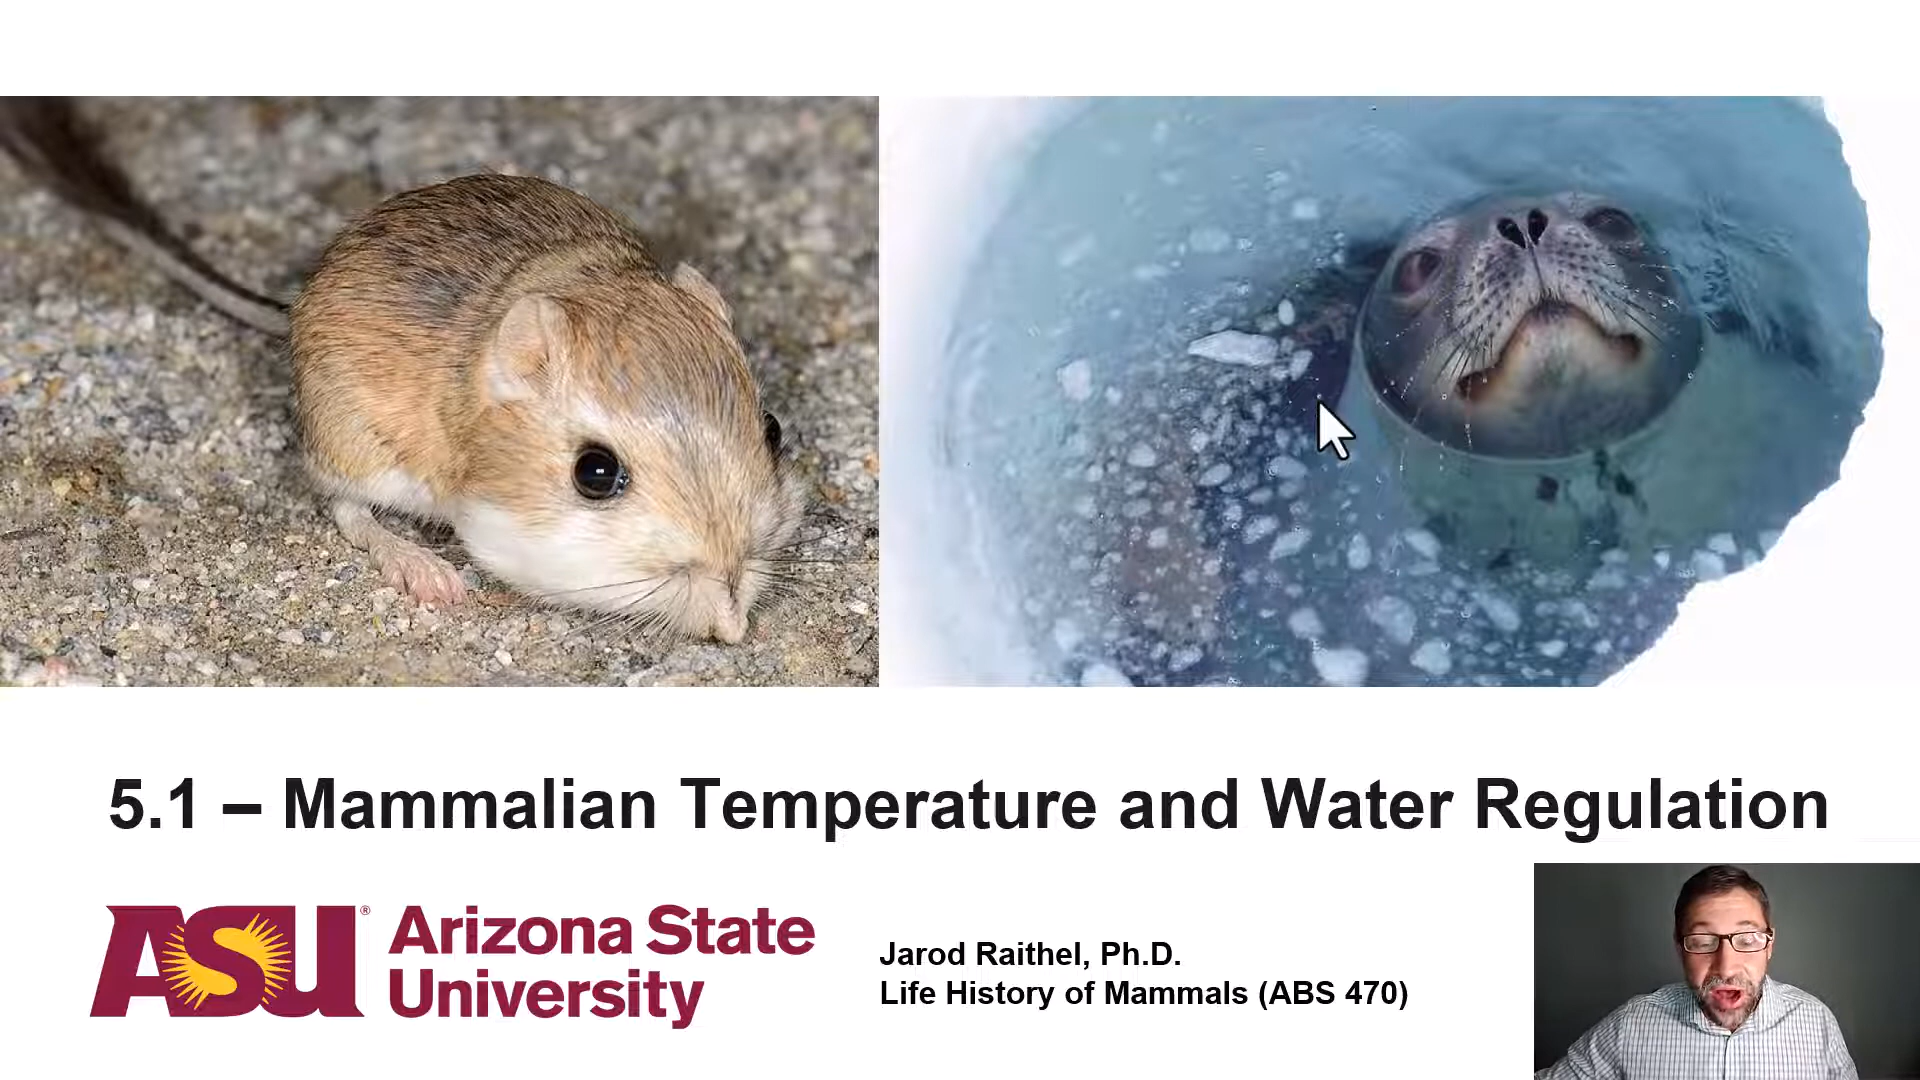 5.1 – Mammalian Temperature and Water Regulation
ASU®
Arizona State
University
Jarod Raithel, Ph.D.
Life History of Mammals (ABS 470)